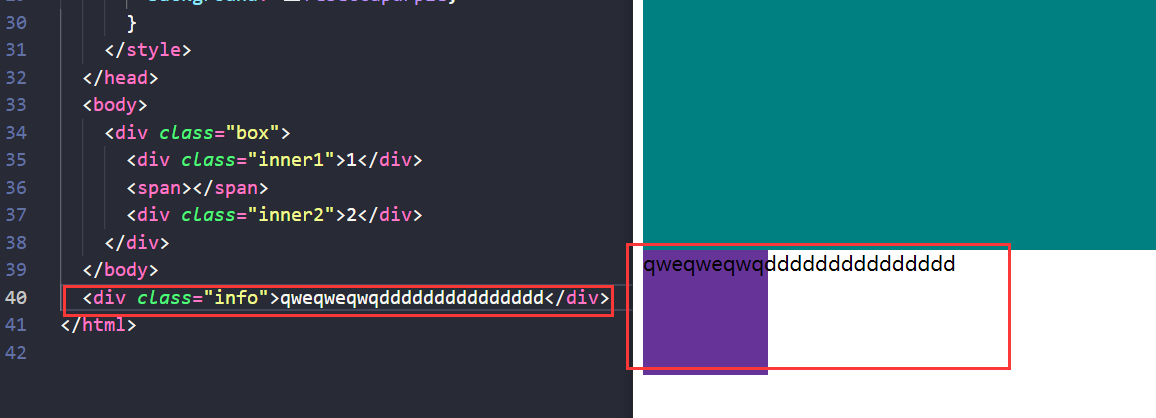 30 }
31 </style>
32 </head>
33 <body>
34 <div class="box">
35 <div class="inner1">1</div>
36 <span></span>
37 <div class="inner2">2</div>
38 </div>
39 </body>
40 <div class="info">qweqweqwqddddddddddddddd</div>
41 </html>
42
qweqweqwqddddddddddddddd